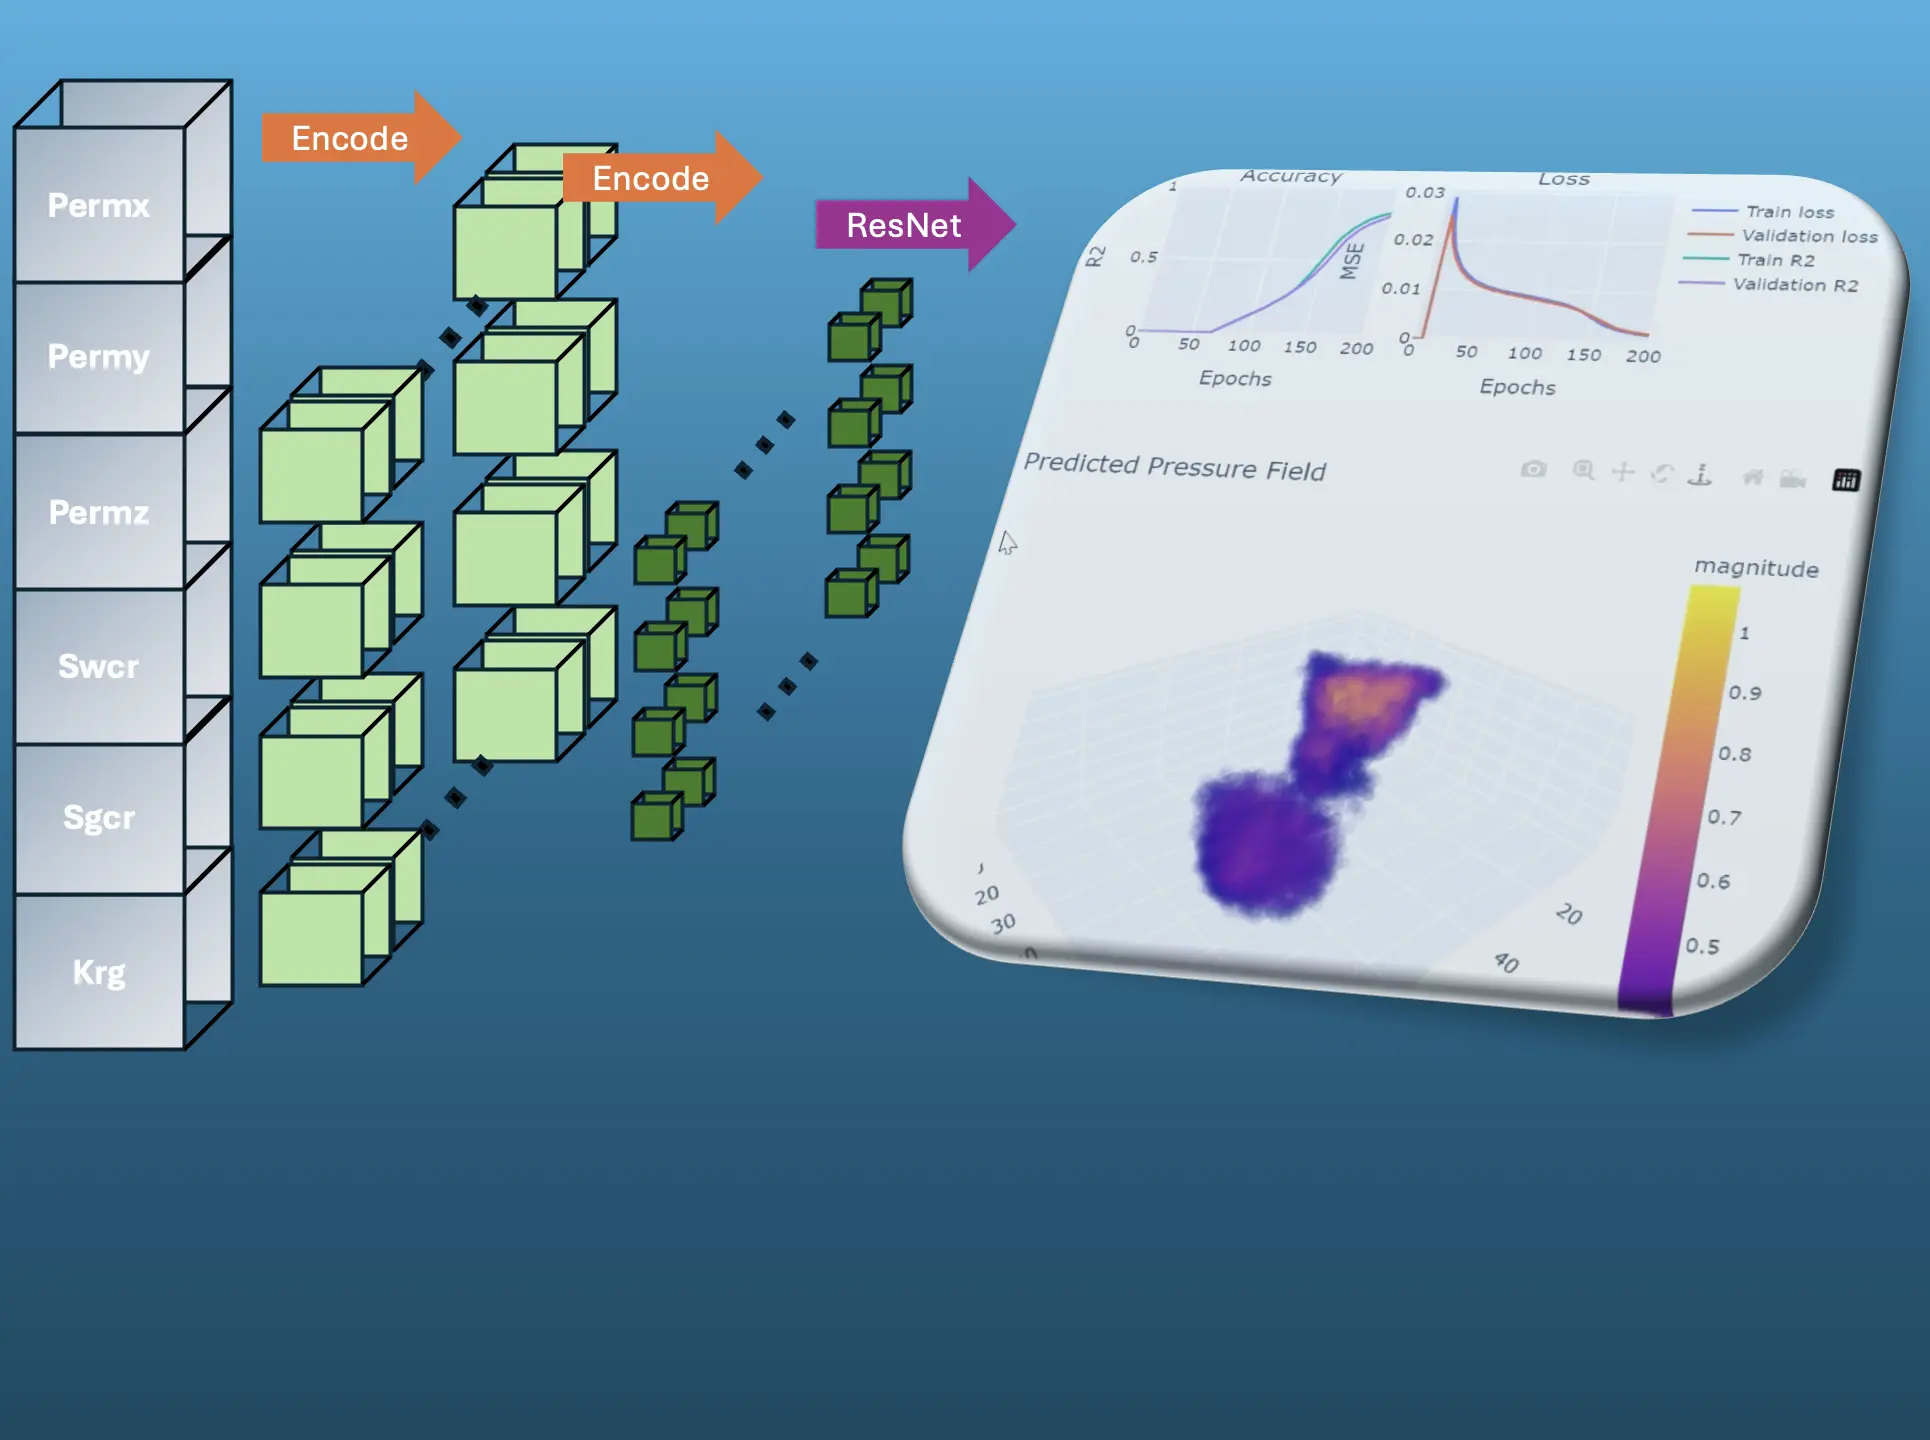 Permx
Permy
Permz
Swcr
Sgcr
Krg
Encode
Encode
ResNet
Accuracy
1
0.5
0
R2
0
50
100
150
200
Epochs
Loss
0.03
0.02
0.01
0
MSE
0
50
100
150
200
Epochs
Train loss
Validation loss
Train R2
Validation R2
Predicted Pressure Field
z
magnitude
1
0.9
0.8
0.7
0.6
0.5
20
30
20
40